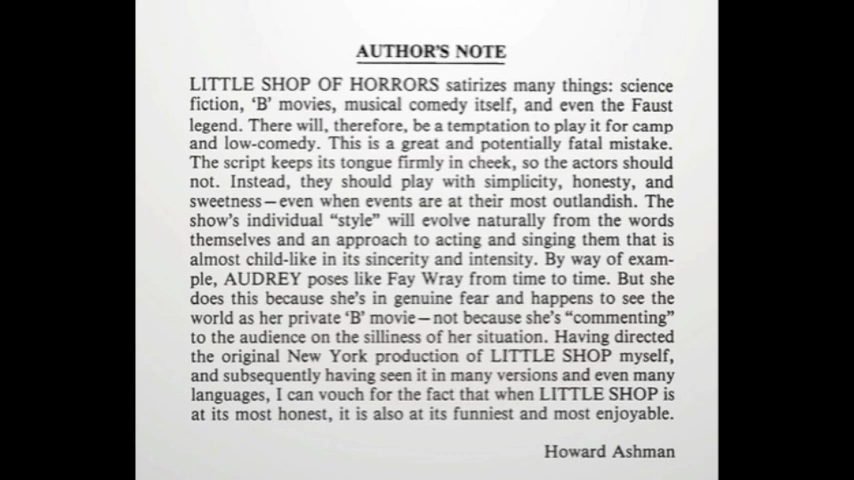 AUTHOR'S NOTE
LITTLE SHOP OF HORRORS satirizes many things: science
fiction, 'B' movies, musical comedy itself, and even the Faust
legend. There will, therefore, be a temptation to play it for camp
and low-comedy. This is a great and potentially fatal mistake.
The script keeps its tongue firmly in cheek, so the actors should
not. Instead, they should play with simplicity, honesty, and
sweetness—even when events are at their most outlandish. The
show's individual "style" will evolve naturally from the words
themselves and an approach to acting and singing them that is
almost child-like in its sincerity and intensity. By way of exam-
ple, AUDREY poses like Fay Wray from time to time. But she
does this because she's in genuine fear and happens to see the
world as her private 'B' movie—not because she's "commenting"
to the audience on the silliness of her situation. Having directed
the original New York production of LITTLE SHOP myself,
and subsequently having seen it in many versions and even many
languages, I can vouch for the fact that when LITTLE SHOP is
at its most honest, it is also at its funniest and most enjoyable.
Howard Ashman